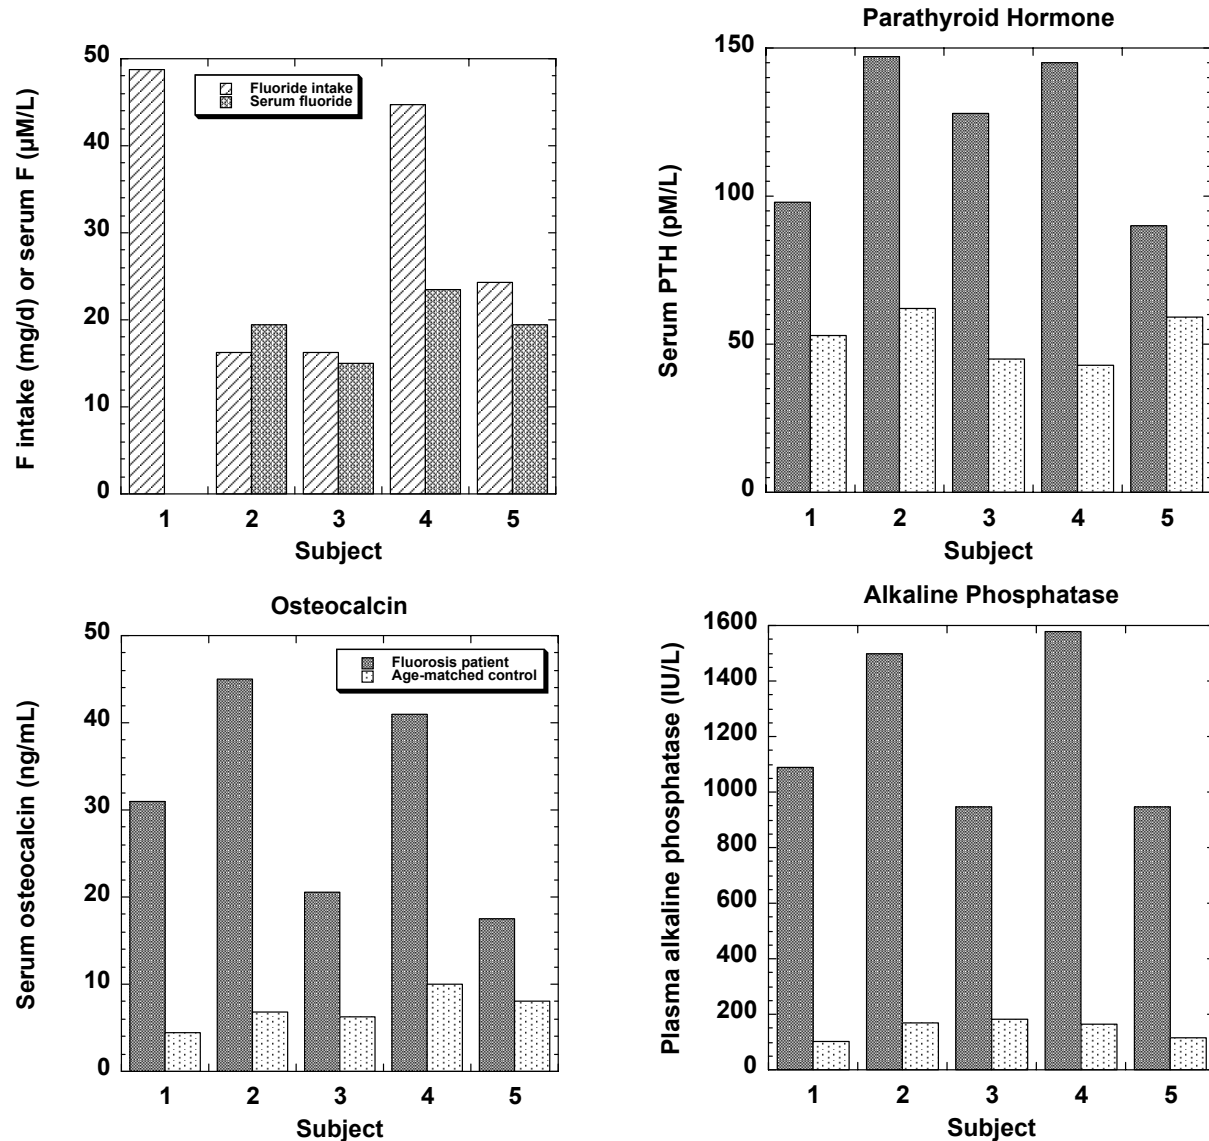 F intake (mg/d) or serum F (µM/L)
50
40
30
20
10
0
Fluoride intake
Serum fluoride
1 2 3 4 5
Subject
Parathyroid Hormone
Serum PTH (pM/L)
150
100
50
0
1 2 3 4 5
Subject
Osteocalcin
Serum osteocalcin (ng/mL)
50
40
30
20
10
0
Fluorosis patient
Age-matched control
1 2 3 4 5
Subject
Alkaline Phosphatase
Plasma alkaline phosphatase (IU/L)
1600
1400
1200
1000
800
600
400
200
0
1 2 3 4 5
Subject